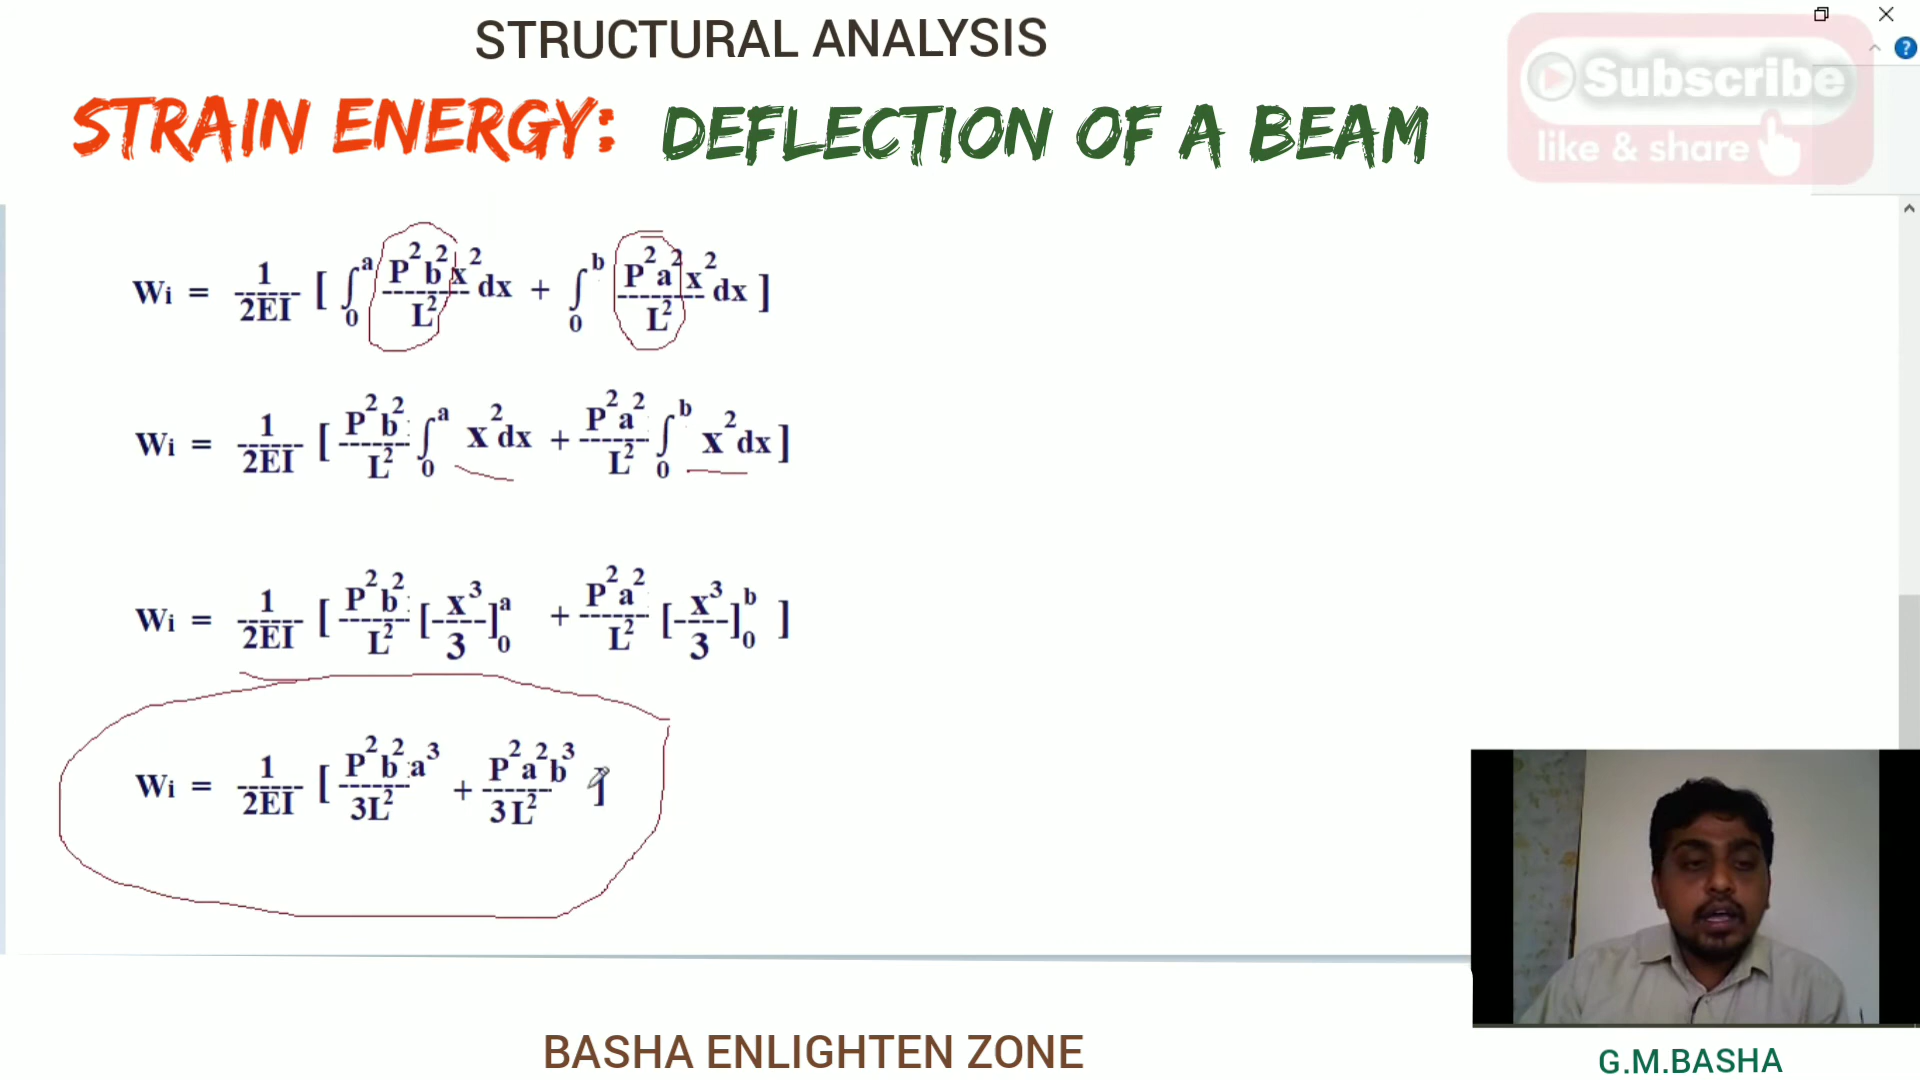 STRUCTURAL ANALYSIS
STRAIN ENERGY: DEFLECTION OF A BEAM
Subscribe
like & share
?
Wi = 1/2EI [ ∫₀ᵃ P²b²x²/L² dx + ∫₀ᵇ P²a²x²/L² dx ]
Wi = 1/2EI [ P²b²/L² ∫₀ᵃ x²dx + P²a²/L² ∫₀ᵇ x²dx ]
Wi = 1/2EI [ P²b²/L² [x³/3]₀ᵃ + P²a²/L² [x³/3]₀ᵇ ]
Wi = 1/2EI [ P²b²a³/3L² + P²a²b³/3L² ]
BASHA ENLIGHTEN ZONE
G.M.BASHA